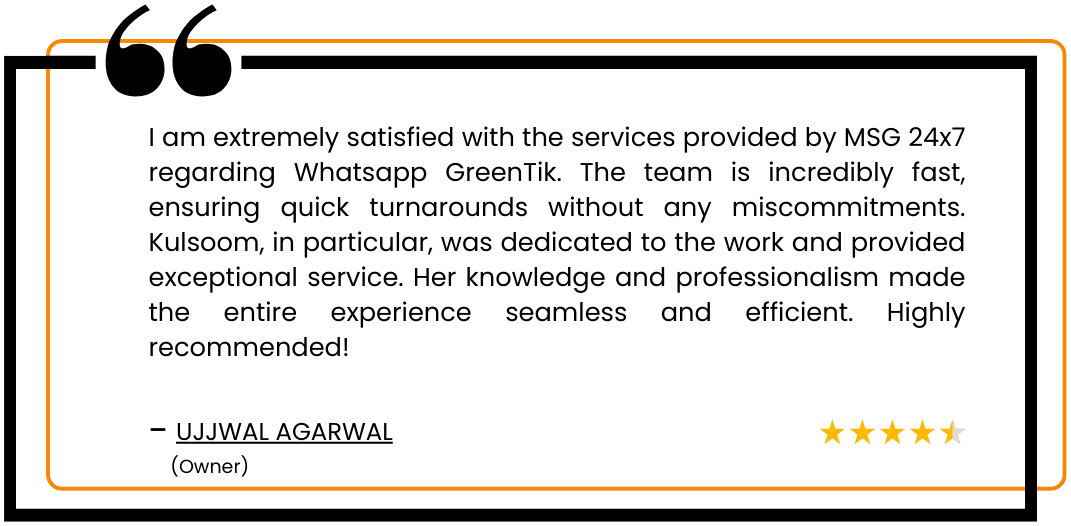 I am extremely satisfied with the services provided by MSG 24x7
regarding Whatsapp GreenTik. The team is incredibly fast,
ensuring quick turnarounds without any miscommitments.
Kulsoom, in particular, was dedicated to the work and provided
exceptional service. Her knowledge and professionalism made
the entire experience seamless and efficient. Highly
recommended!
– UJJWAL AGARWAL
(Owner)